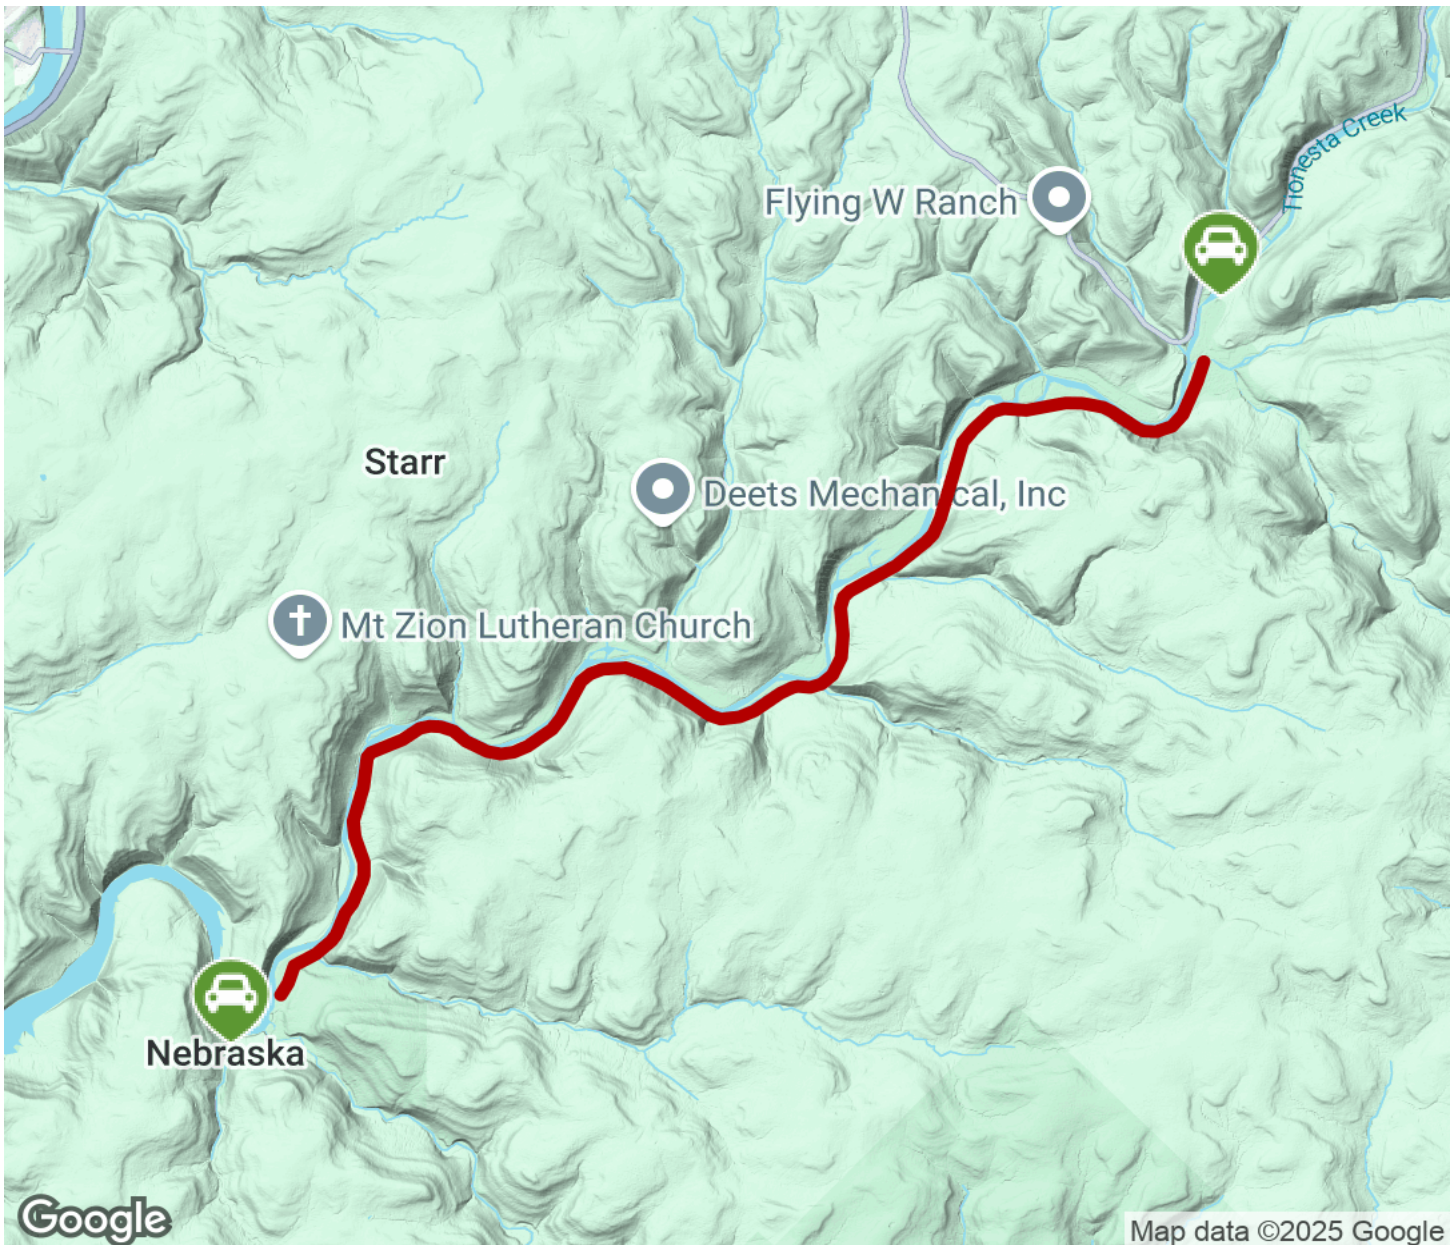 Tionesta Creek
Flying W Ranch
Starr
Deets Mechanical, Inc
Mt Zion Lutheran Church
Nebraska
Google
Map data ©2025 Google